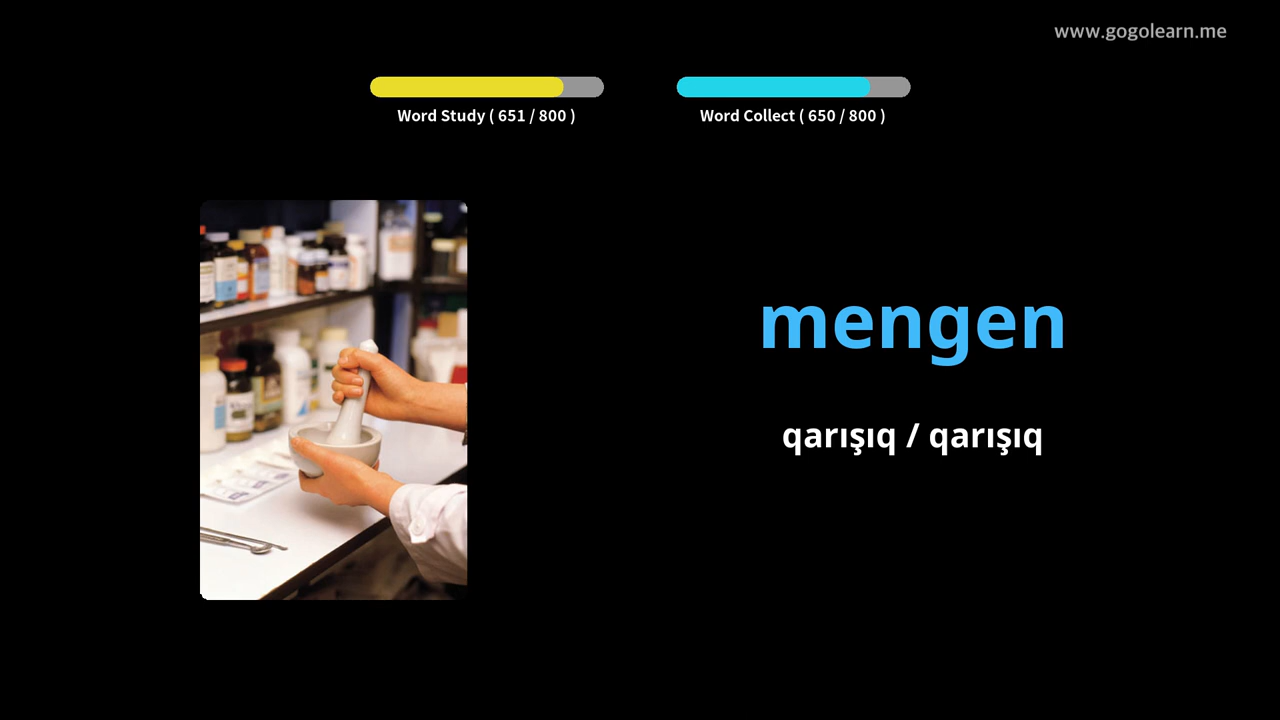 www.gogolearn.me
Word Study ( 651 / 800 )
Word Collect ( 650 / 800 )
mengen
qarışıq / qarışıq